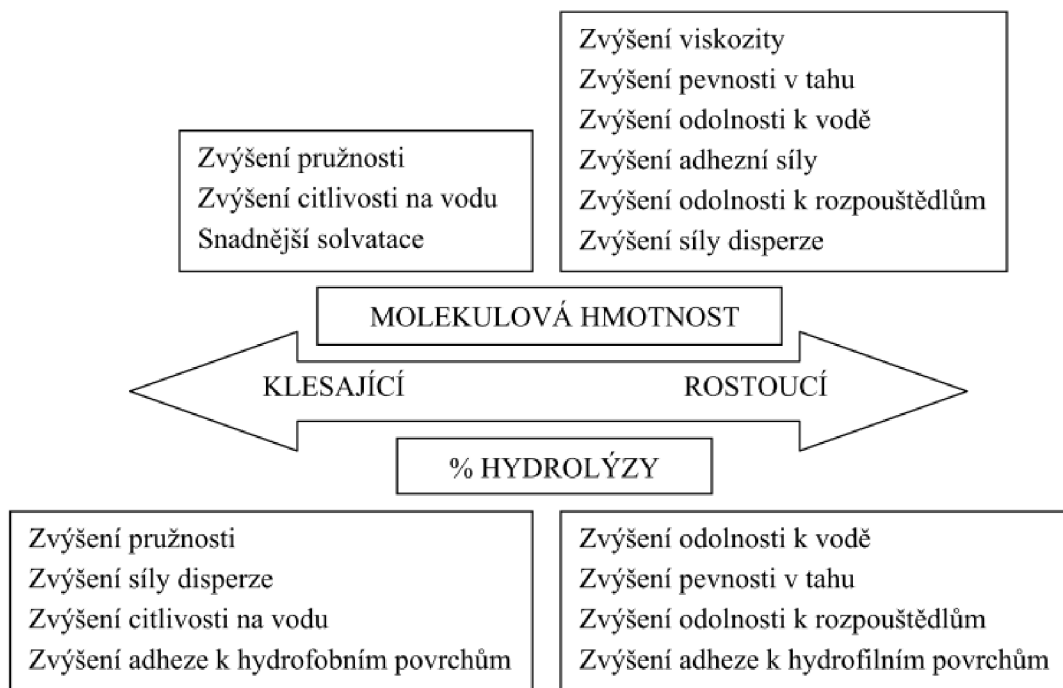 Zvýšení pružnosti
Zvýšení citlivosti na vodu
Snadnější solvatace
Zvýšení viskozity
Zvýšení pevnosti v tahu
Zvýšení odolnosti k vodě
Zvýšení adhezní síly
Zvýšení odolnosti k rozpouštědlům
Zvýšení síly disperze
MOLEKULOVÁ HMOTNOST
KLESAJÍCÍ
ROSTOUCÍ
% HYDROLÝZY
Zvýšení pružnosti
Zvýšení síly disperze
Zvýšení citlivosti na vodu
Zvýšení adheze k hydrofobním povrchům
Zvýšení odolnosti k vodě
Zvýšení pevnosti v tahu
Zvýšení odolnosti k rozpouštědlům
Zvýšení adheze k hydrofilním povrchům